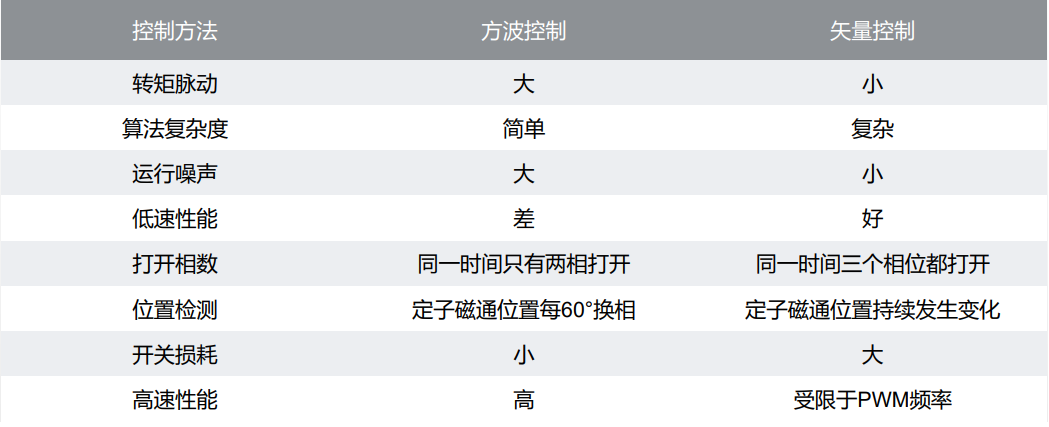 控制方法 方波控制 矢量控制
转矩脉动 大 小
算法复杂度 简单 复杂
运行噪声 大 小
低速性能 差 好
打开相数 同一时间只有两相打开 同一时间三个相位都打开
位置检测 定子磁通位置每60°换相 定子磁通位置持续发生变化
开关损耗 小 大
高速性能 高 受限于PWM频率